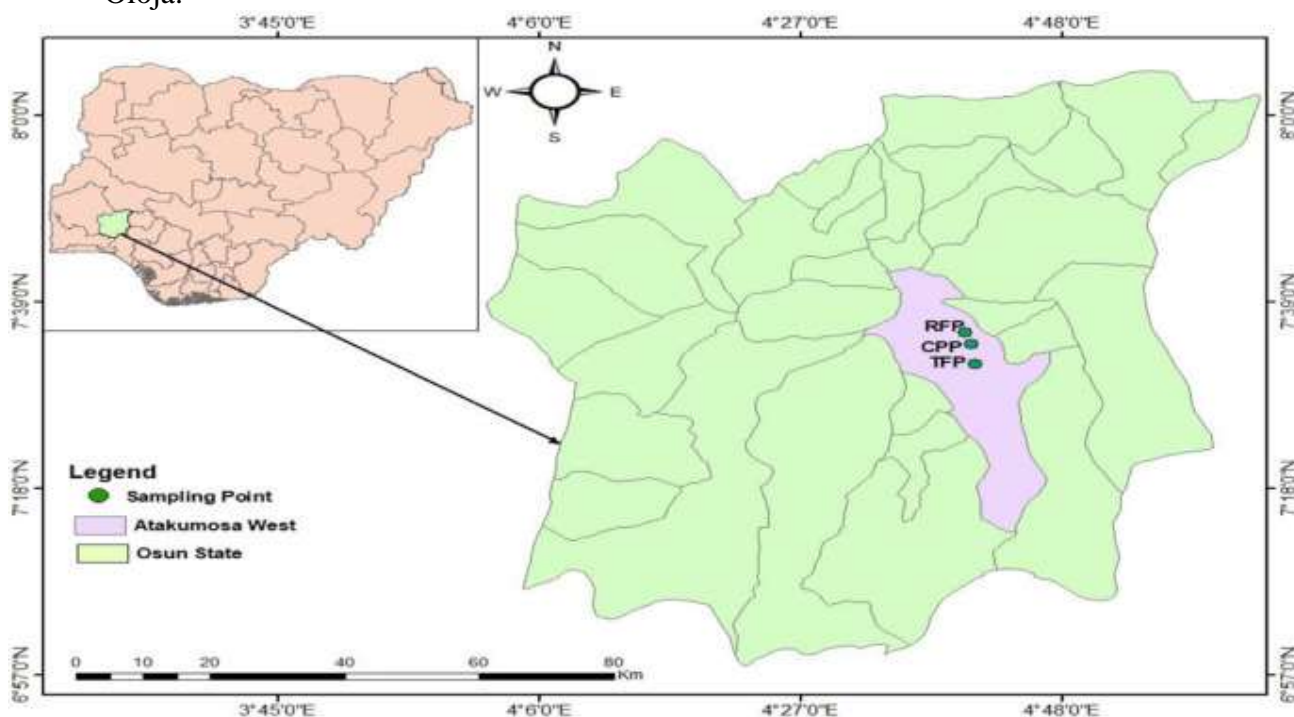 Oloja.
3°45'0"E 4°6'0"E 4°27'0"E 4°48'0"E
N
W E
S
8°0'0"N 8°0'0"N
7°39'0"N 7°39'0"N
RFP
CPP
TFP
7°18'0"N 7°18'0"N
Legend
Sampling Point
Atakumosa West
Osun State
0 10 20 40 60 80
Km
6°57'0"N 6°57'0"N
3°45'0"E 4°6'0"E 4°27'0"E 4°48'0"E